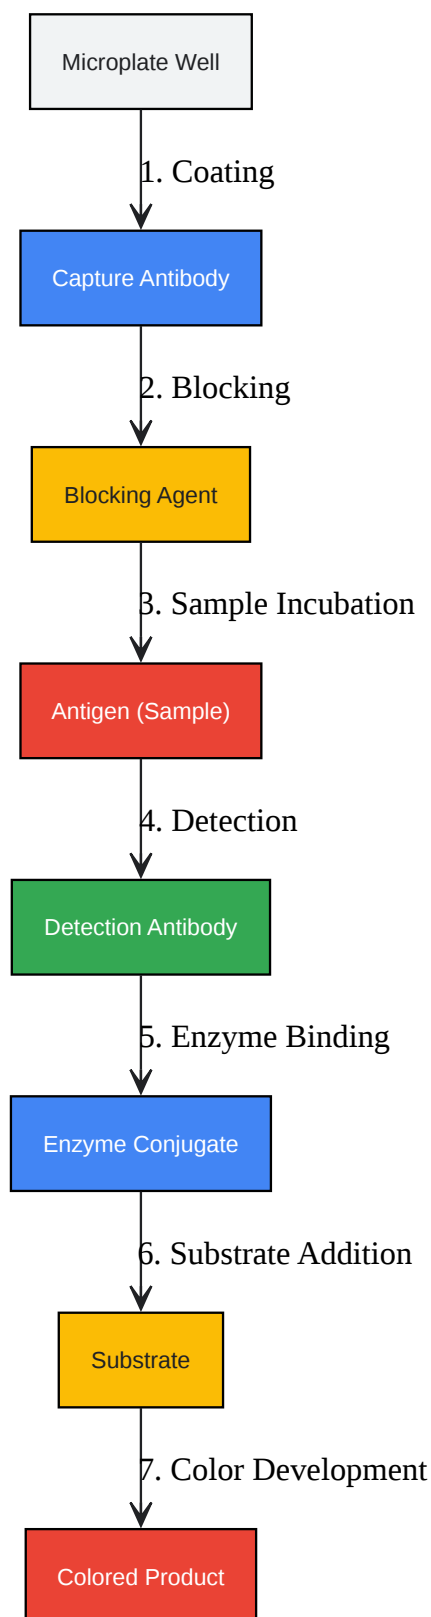 Microplate Well
1. Coating
Capture Antibody
2. Blocking
Blocking Agent
3. Sample Incubation
Antigen (Sample)
4. Detection
Detection Antibody
5. Enzyme Binding
Enzyme Conjugate
6. Substrate Addition
Substrate
7. Color Development
Colored Product